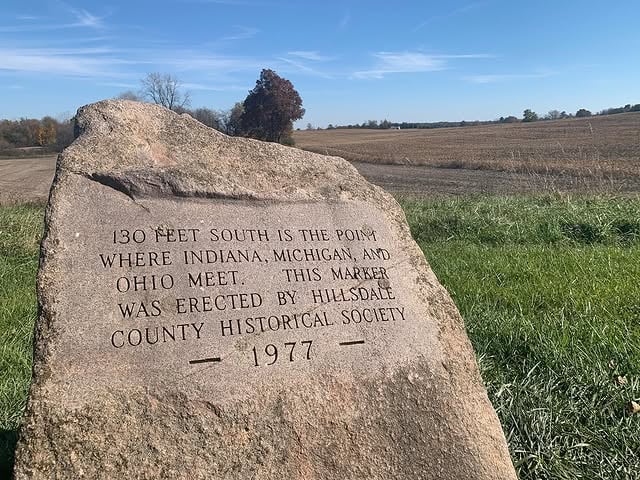 130 FEET SOUTH IS THE POINT
WHERE INDIANA, MICHIGAN, AND
OHIO MEET. THIS MARKER
WAS ERECTED BY HILLSDALE
COUNTY HISTORICAL SOCIETY
— 1977 —